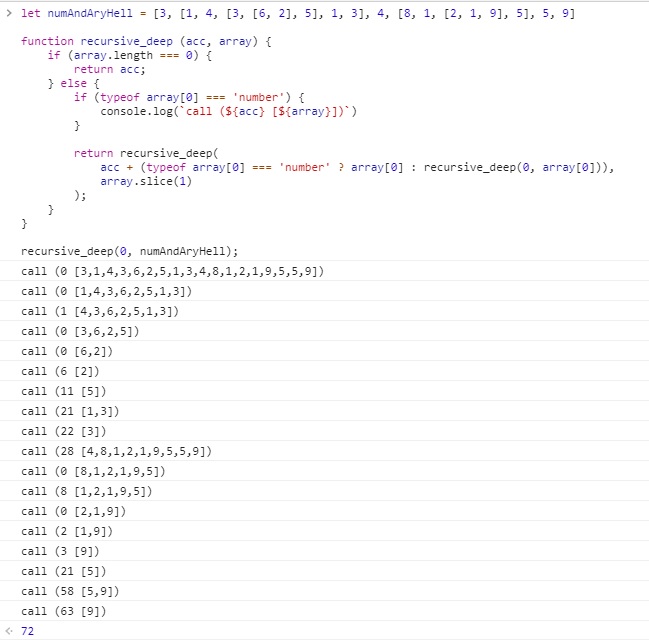 > let numAndAryHell = [3, [1, 4, [3, [6, 2], 5], 1, 3], 4, [8, 1, [2, 1, 9], 5], 5, 9]
function recursive_deep (acc, array) {
if (array.length === 0) {
return acc;
} else {
if (typeof array[0] === 'number') {
console.log(`call (${acc} [${array}])`)
}
return recursive_deep(
acc + (typeof array[0] === 'number' ? array[0] : recursive_deep(0, array[0])),
array.slice(1)
);
}
}
recursive_deep(0, numAndAryHell);
call (0 [3,1,4,3,6,2,5,1,3,4,8,1,2,1,9,5,5,9])
call (0 [1,4,3,6,2,5,1,3])
call (1 [4,3,6,2,5,1,3])
call (0 [3,6,2,5])
call (0 [6,2])
call (6 [2])
call (11 [5])
call (21 [1,3])
call (22 [3])
call (28 [4,8,1,2,1,9,5,5,9])
call (0 [8,1,2,1,9,5])
call (8 [1,2,1,9,5])
call (0 [2,1,9])
call (2 [1,9])
call (3 [9])
call (21 [5])
call (58 [5,9])
call (63 [9])
72